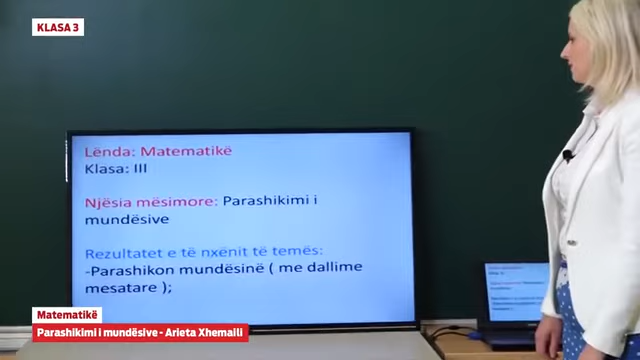 KLASA 3
Lënda: Matematikë
Klasa: III
Njësia mësimore: Parashikimi i
mundësive
Rezultatet e të nxënit të temës:
-Parashikon mundësinë ( me dallime
mesatare );
Matematikë
Parashikimi i mundësive - Arieta Xhemaili